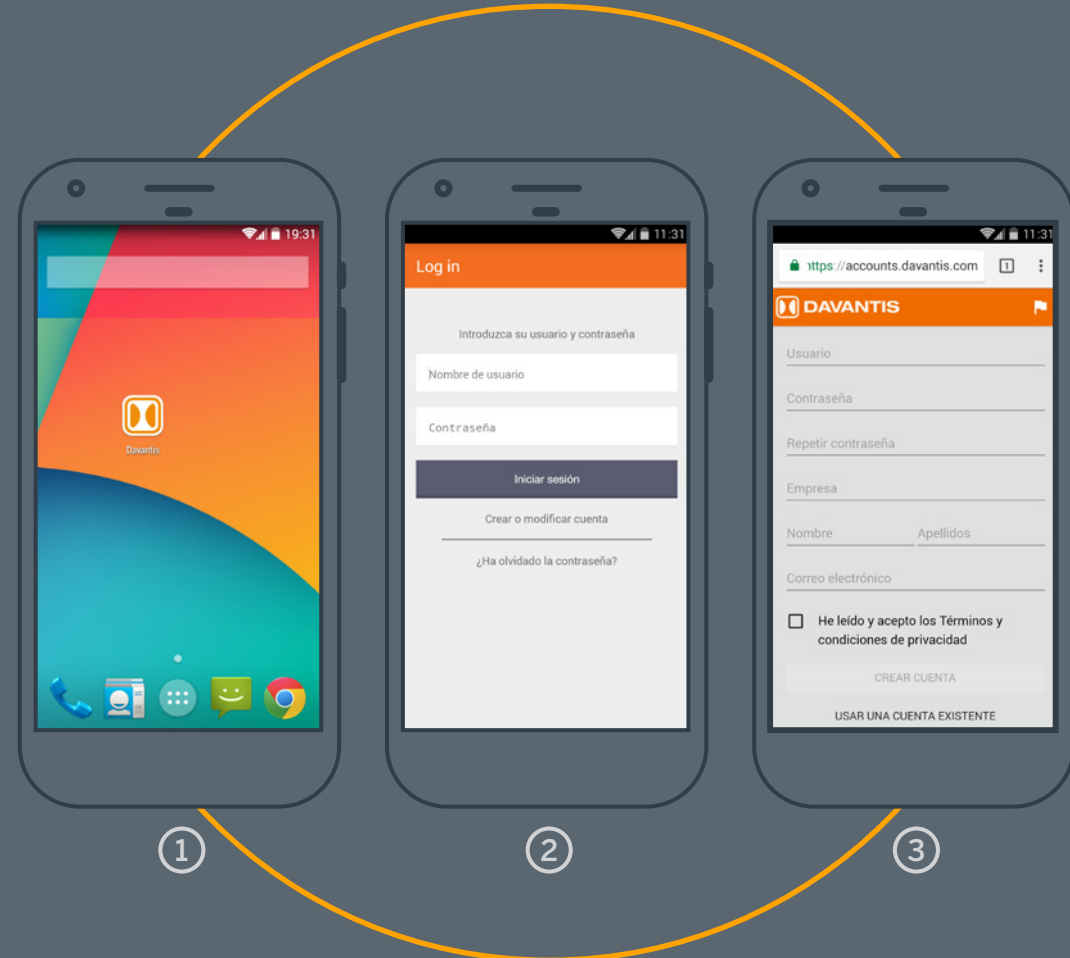 19:31
Davantis
1
11:31
Log in
Introduzca su usuario y contraseña
Nombre de usuario
Contraseña
Iniciar sesión
Crear o modificar cuenta
¿Ha olvidado la contraseña?
2
11:31
https://accounts.davantis.com 1
DAVANTIS
Usuario
Contraseña
Repetir contraseña
Empresa
Nombre Apellidos
Correo electrónico
He leído y acepto los Términos y
condiciones de privacidad
CREAR CUENTA
USAR UNA CUENTA EXISTENTE
3